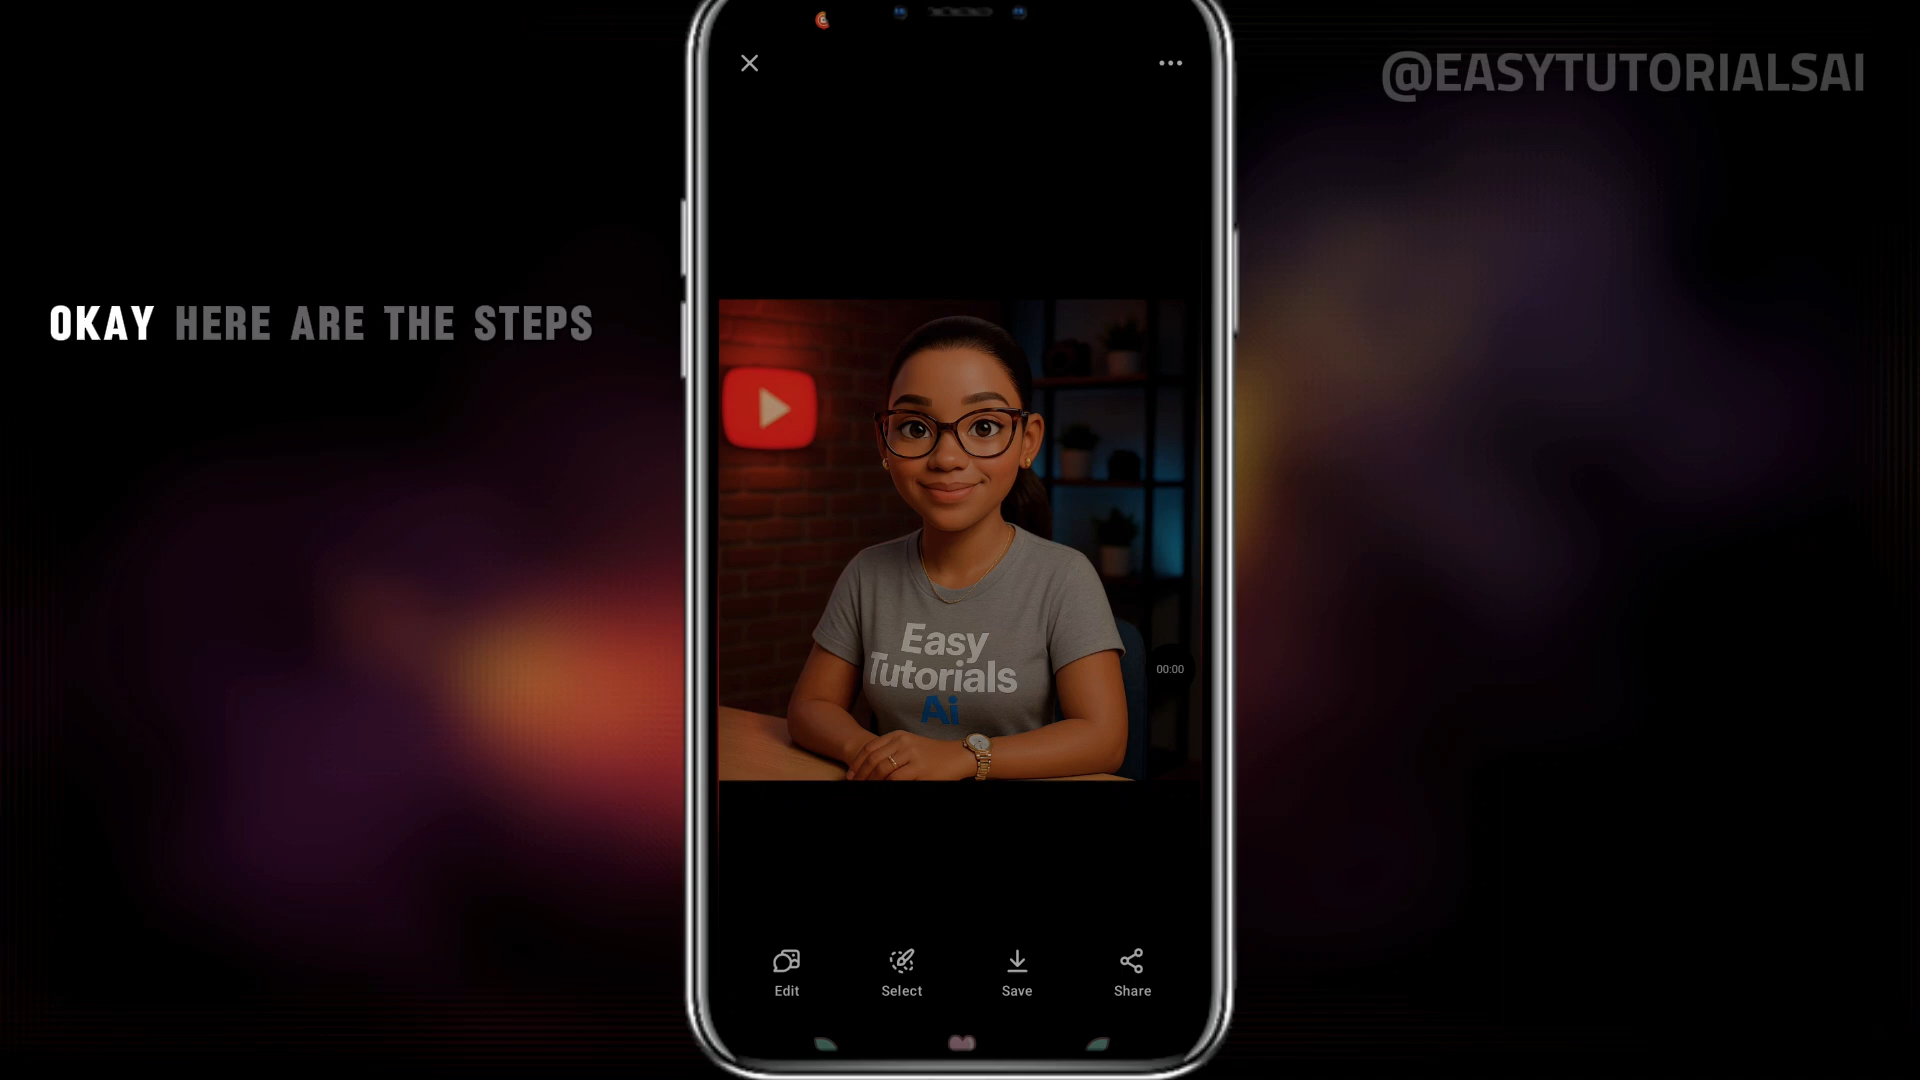 @EASYTUTORIALSAI
OKAY HERE ARE THE STEPS
Easy
Tutorials
Ai
00:00
Edit
Select
Save
Share